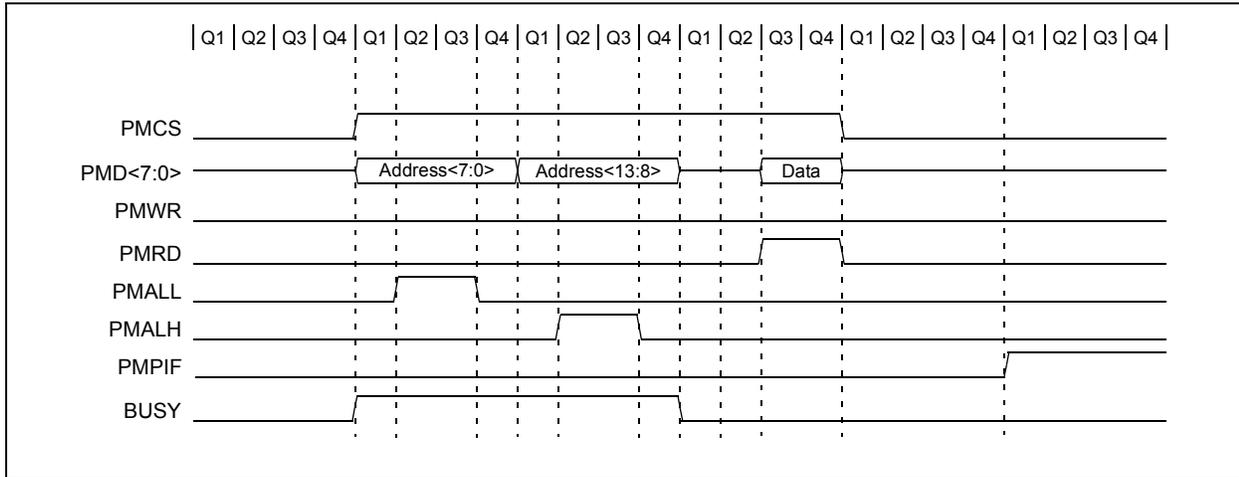 Q1 Q2 Q3 Q4 Q1 Q2 Q3 Q4 Q1 Q2 Q3 Q4 Q1 Q2 Q3 Q4 Q1 Q2 Q3 Q4 Q1 Q2 Q3 Q4
PMCS
PMD<7:0> Address<7:0> Address<13:8> Data
PMWR
PMRD
PMALL
PMALH
PMPIF
BUSY